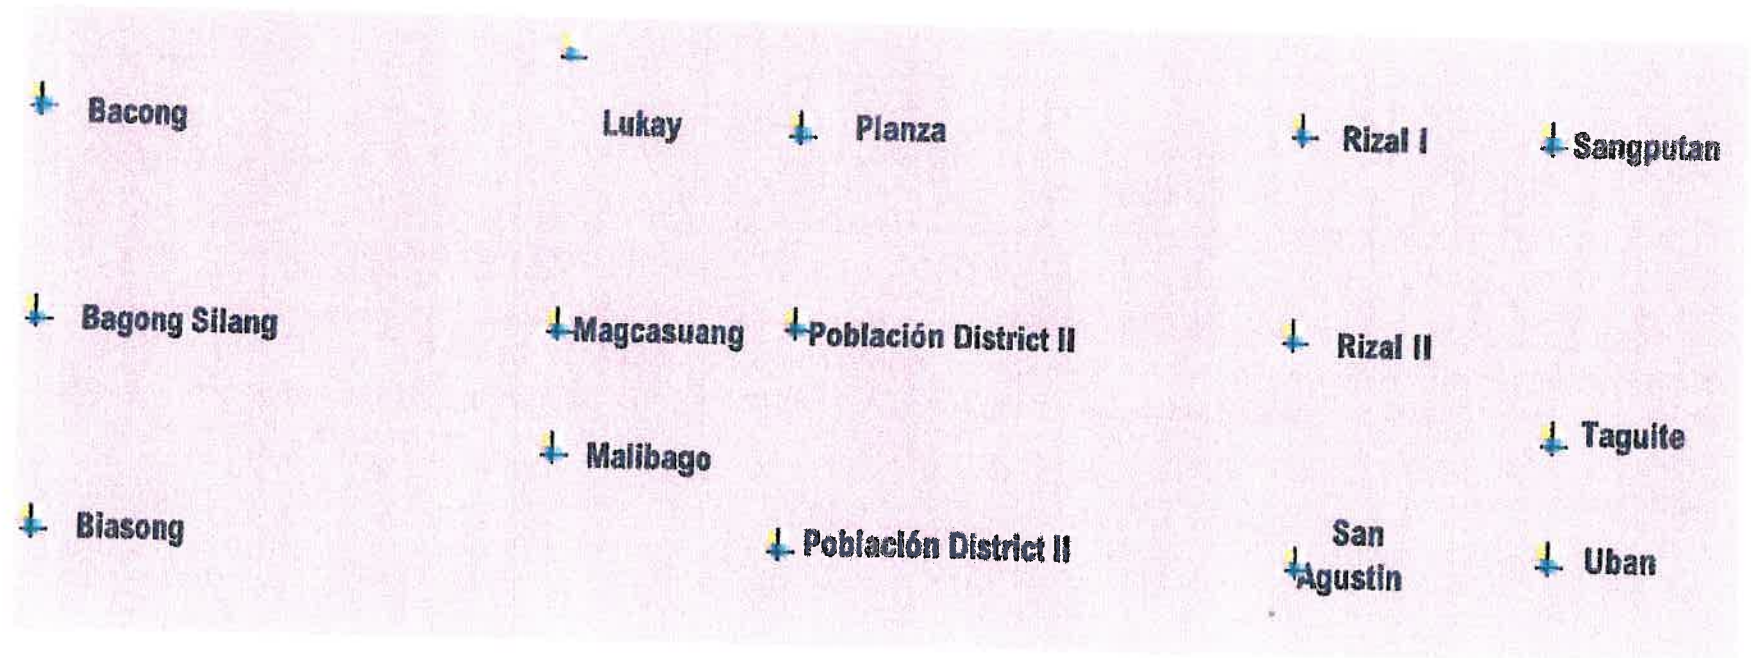 Bacong
Lukay
Planza
Rizal I
Sangputan
Bagong Silang
Magcasuang
Población District II
Rizal II
Malibago
Taguite
Biasong
Población District II
San
Agustin
Uban